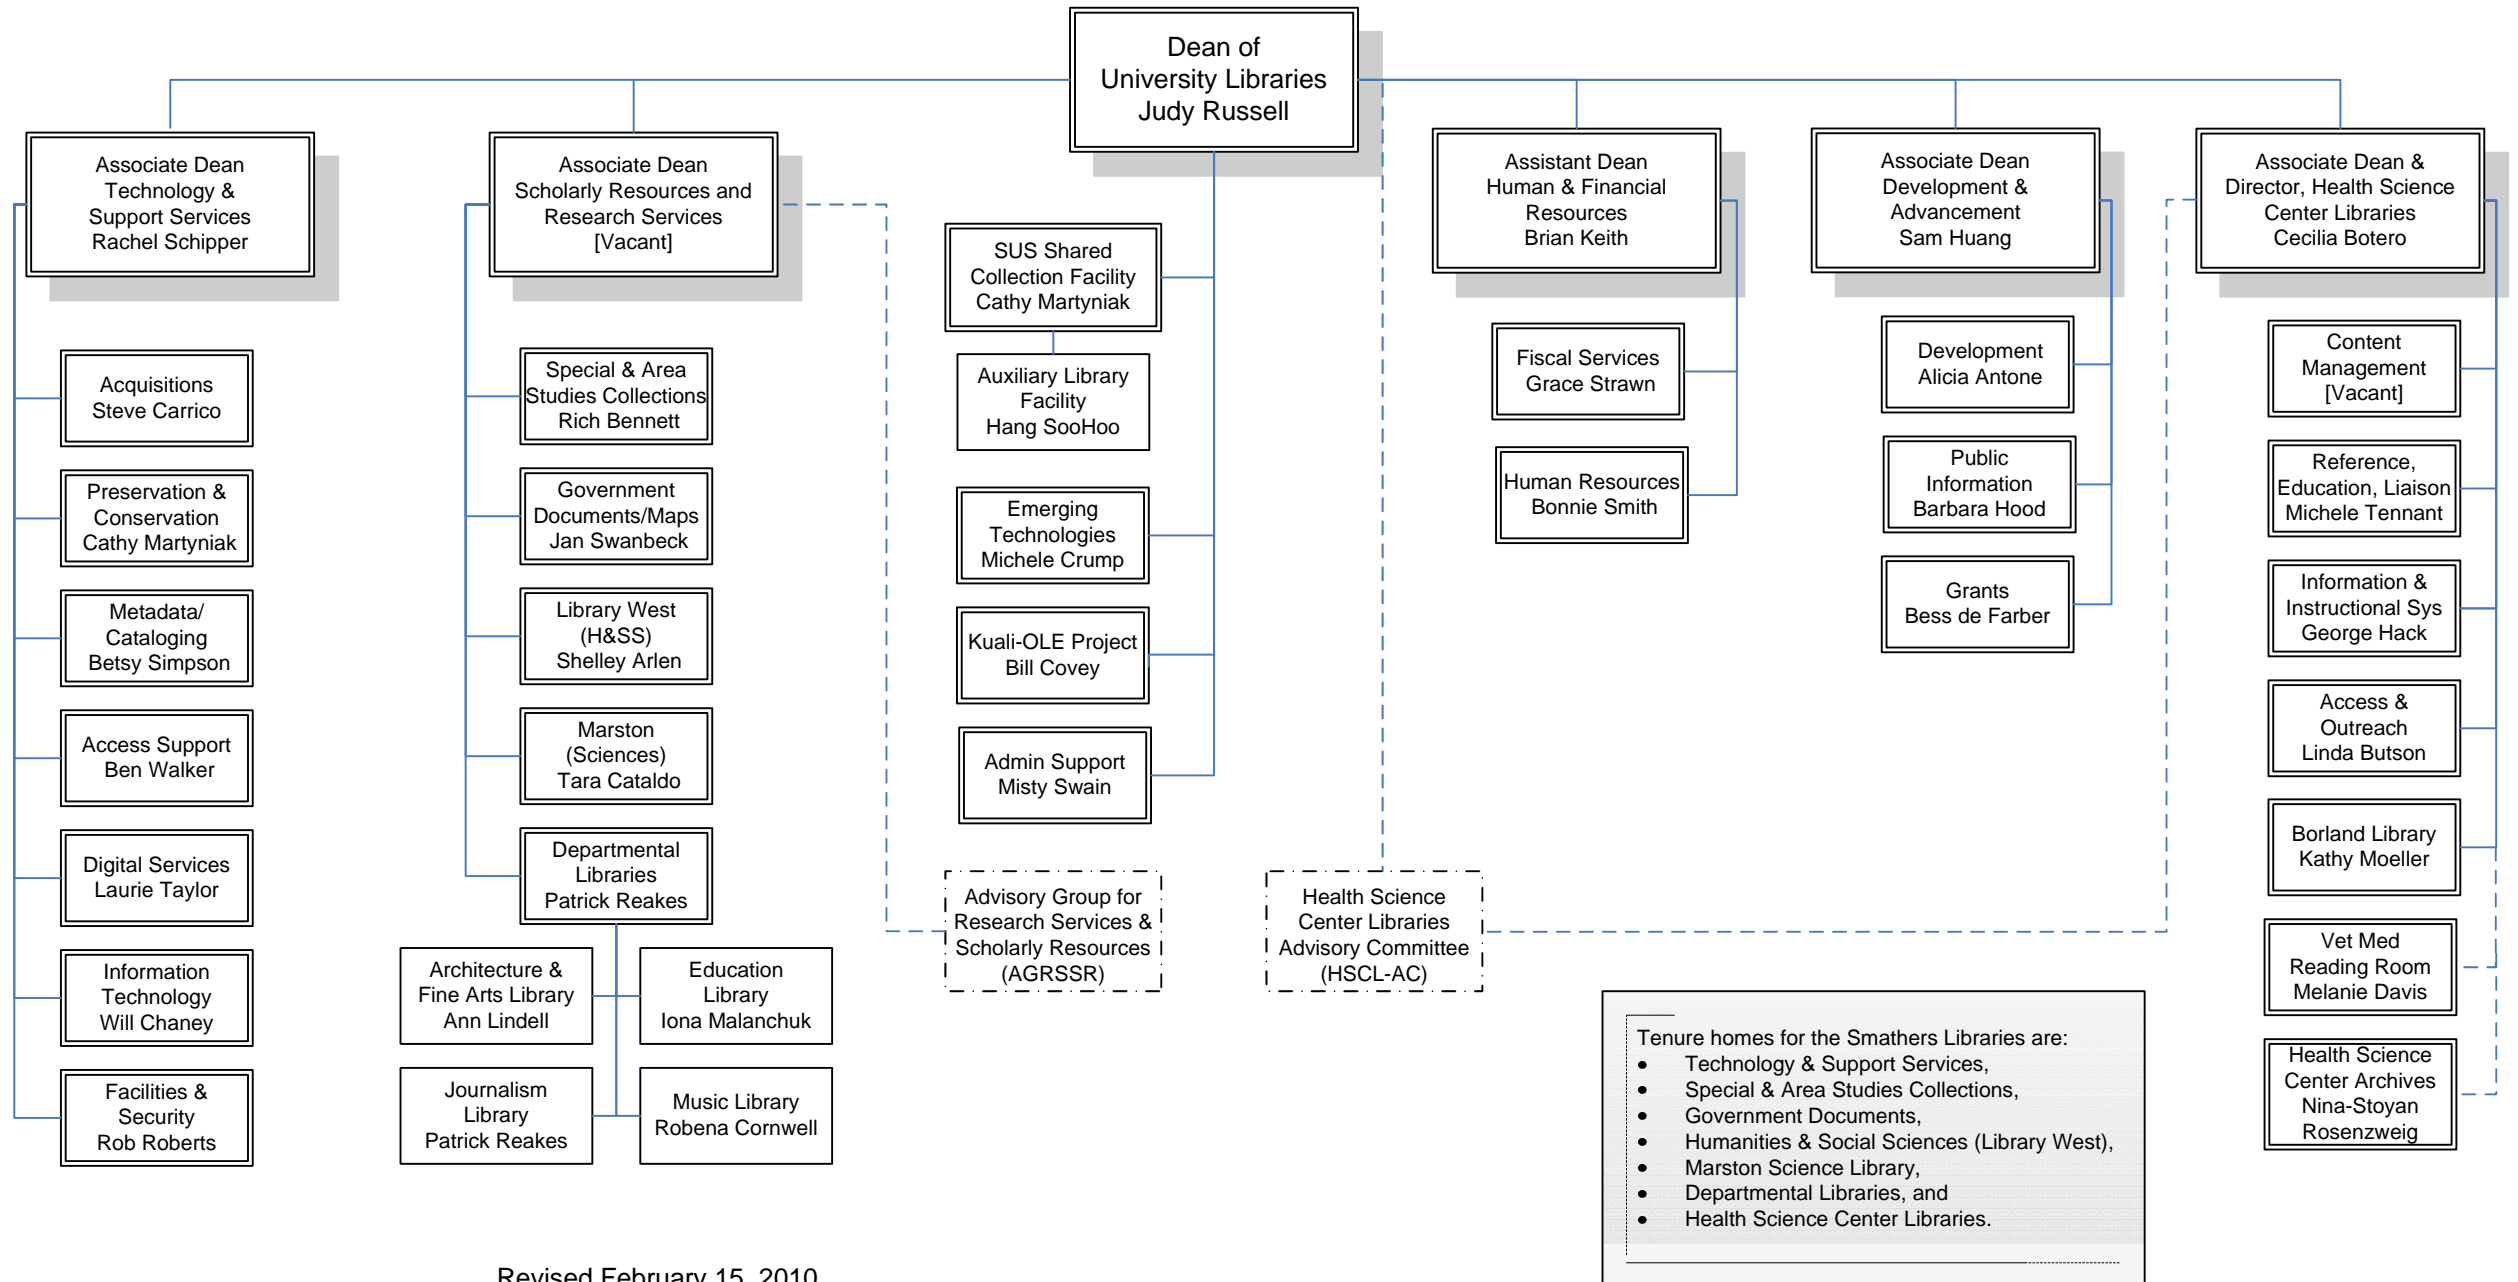 Dean of
University Libraries
Judy Russell
Associate Dean
Technology &
Support Services
Rachel Schipper
Associate Dean
Scholarly Resources and
Research Services
[Vacant]
Assistant Dean
Human & Financial
Resources
Brian Keith
Associate Dean
Development &
Advancement
Sam Huang
Associate Dean &
Director, Health Science
Center Libraries
Cecilia Botero
Acquisitions
Steve Carrico
Preservation &
Conservation
Cathy Martyniak
Metadata/
Cataloging
Betsy Simpson
Access Support
Ben Walker
Digital Services
Laurie Taylor
Information
Technology
Will Chaney
Facilities &
Security
Rob Roberts
Special & Area
Studies Collections
Rich Bennett
Government
Documents/Maps
Jan Swanbeck
Library West
(H&SS)
Shelley Arlen
Marston
(Sciences)
Tara Cataldo
Departmental
Libraries
Patrick Reakes
Architecture &
Fine Arts Library
Ann Lindell
Education
Library
Iona Malanchuk
Journalism
Library
Patrick Reakes
Music Library
Robena Cornwell
SUS Shared
Collection Facility
Cathy Martyniak
Auxiliary Library
Facility
Hang SooHoo
Emerging
Technologies
Michele Crump
Kuali-OLE Project
Bill Covey
Admin Support
Misty Swain
Advisory Group for
Research Services &
Scholarly Resources
(AGRSSR)
Health Science
Center Libraries
Advisory Committee
(HSCL-AC)
Fiscal Services
Grace Strawn
Human Resources
Bonnie Smith
Development
Alicia Antone
Public
Information
Barbara Hood
Grants
Bess de Farber
Content
Management
[Vacant]
Reference,
Education, Liaison
Michele Tennant
Information &
Instructional Sys
George Hack
Access &
Outreach
Linda Butson
Borland Library
Kathy Moeller
Vet Med
Reading Room
Melanie Davis
Health Science
Center Archives
Nina-Stoyan
Rosenzweig
Tenure homes for the Smathers Libraries are:
• Technology & Support Services,
• Special & Area Studies Collections,
• Government Documents,
• Humanities & Social Sciences (Library West),
• Marston Science Library,
• Departmental Libraries, and
• Health Science Center Libraries.
Revised February 15, 2010